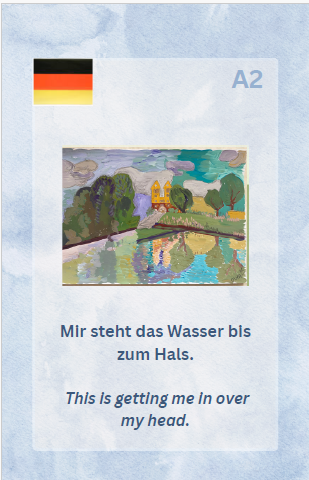 A2
Mir steht das Wasser bis
zum Hals.
This is getting me in over
my head.